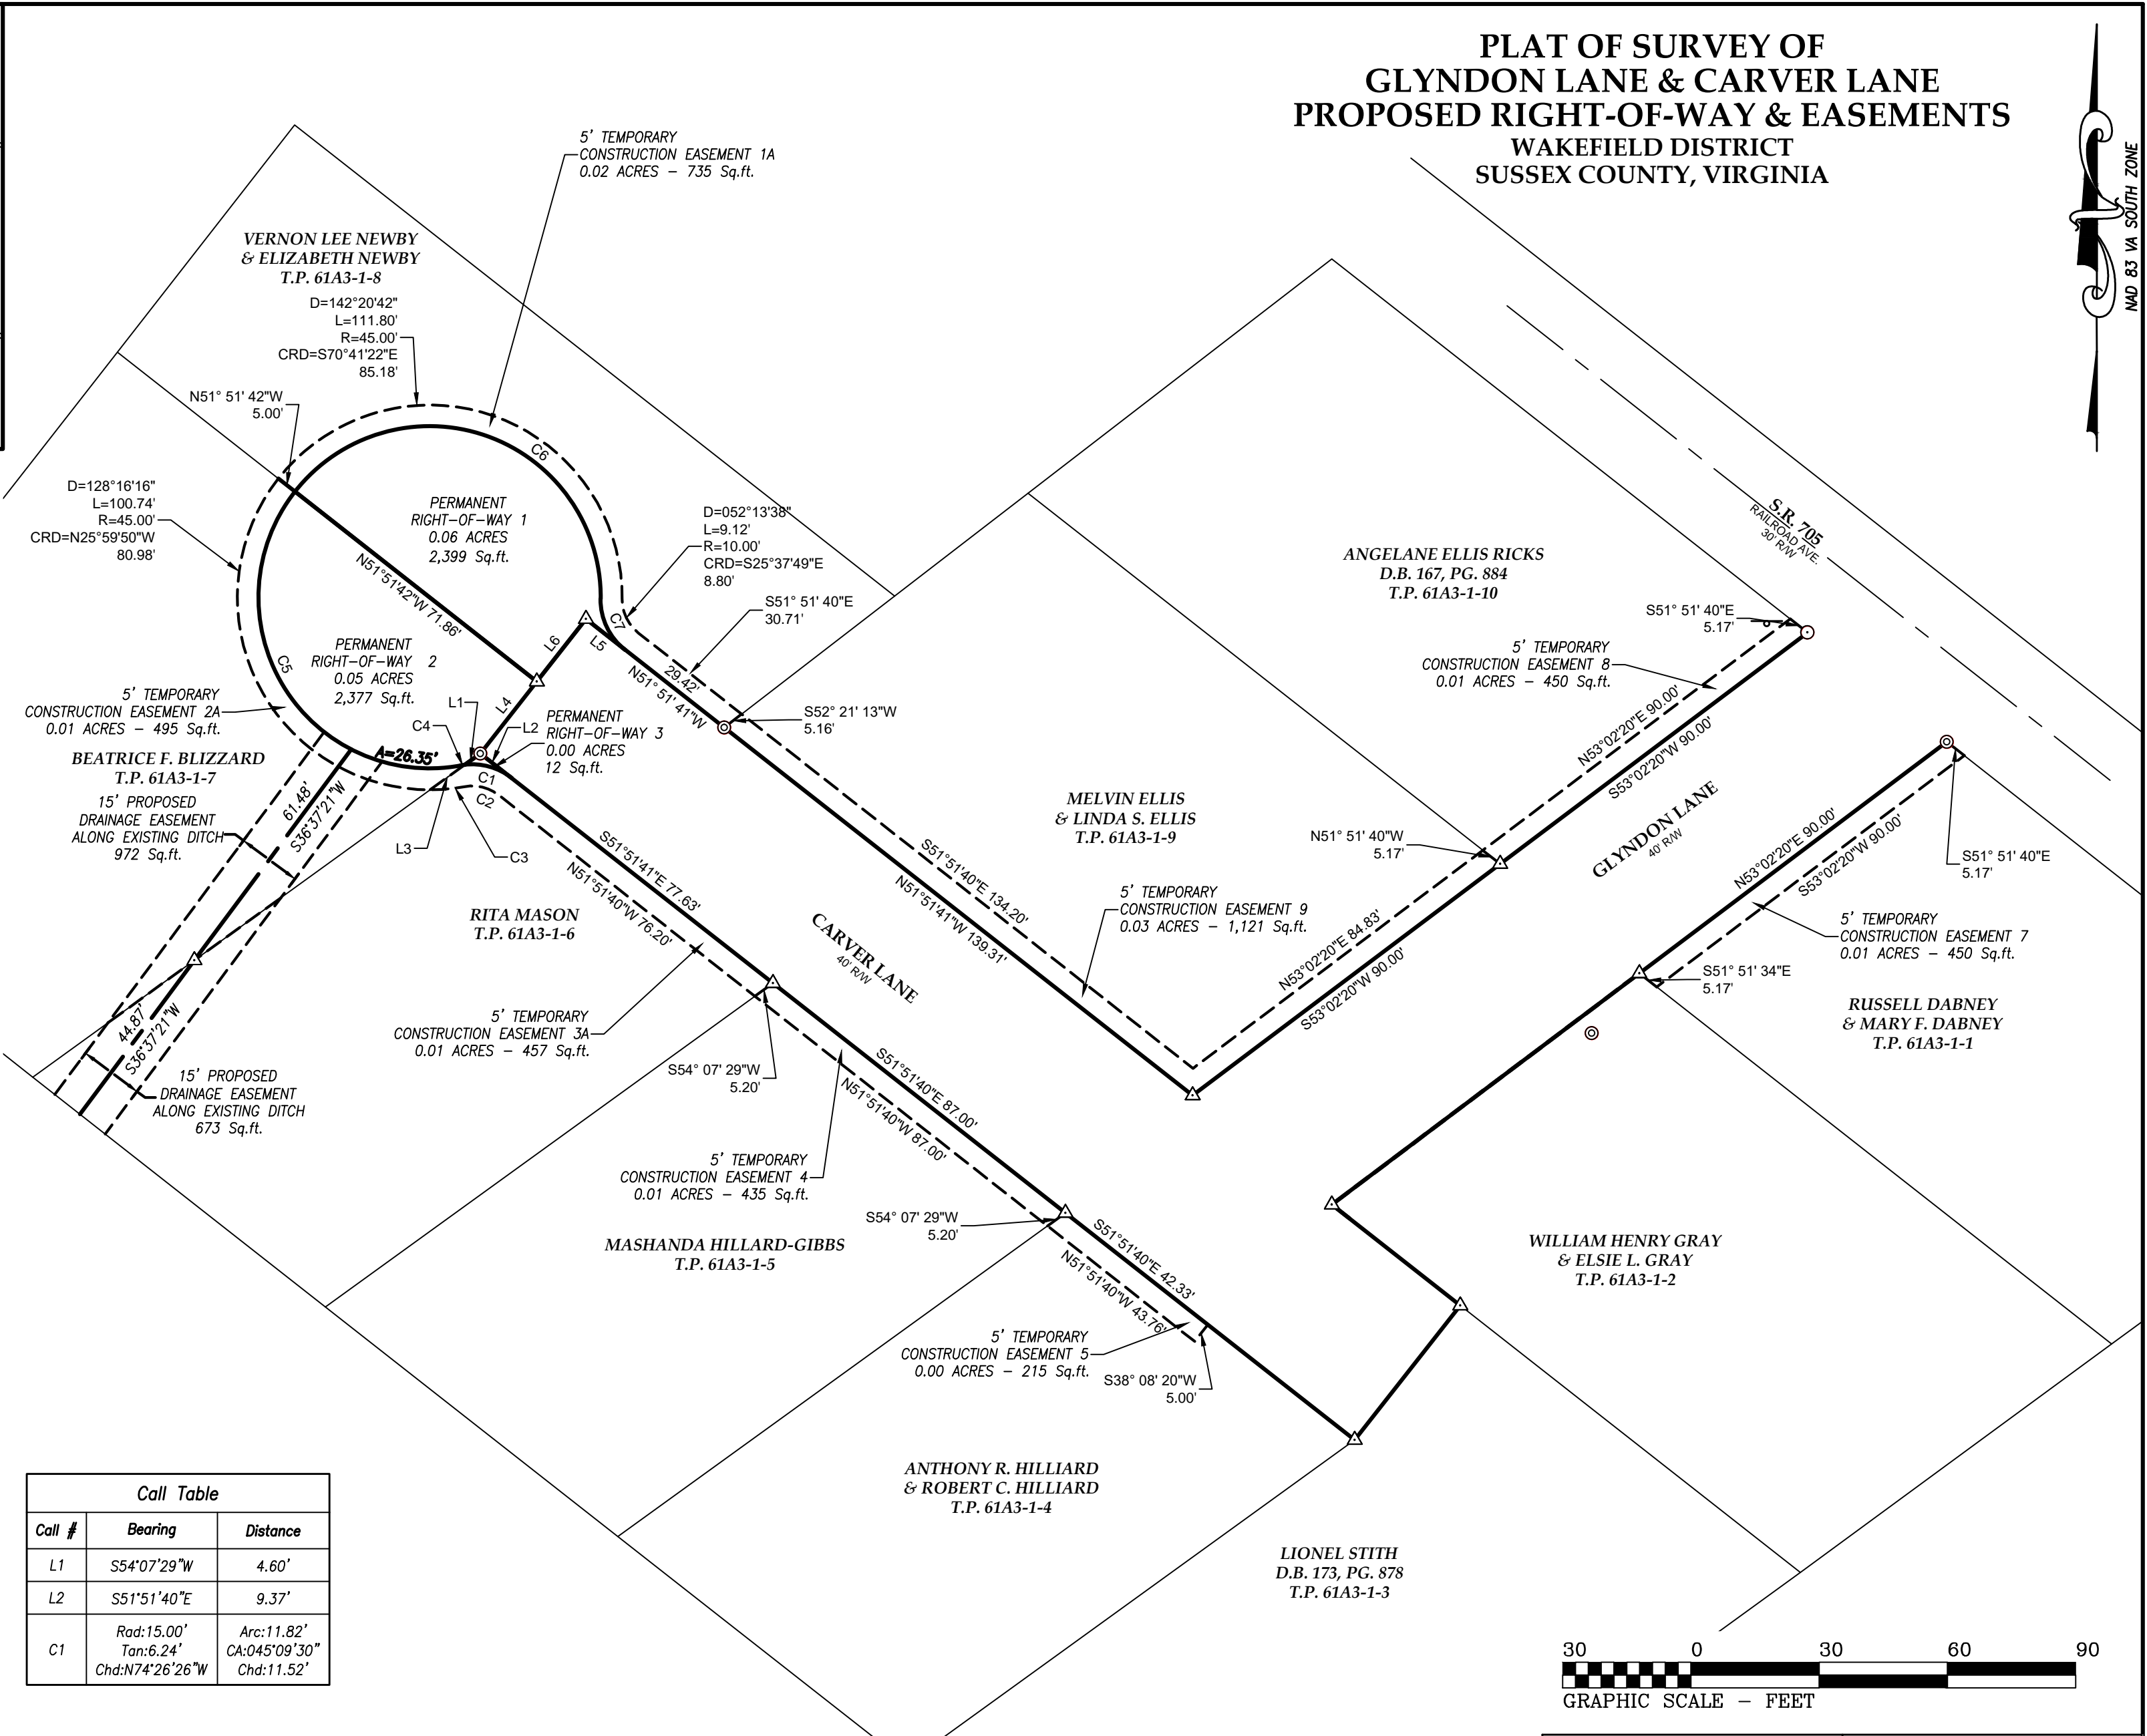 PLAT OF SURVEY OF
GLYNDON LANE & CARVER LANE
PROPOSED RIGHT-OF-WAY & EASEMENTS
WAKEFIELD DISTRICT
SUSSEX COUNTY, VIRGINIA
NAD 83 VA SOUTH ZONE
5' TEMPORARY
CONSTRUCTION EASEMENT 1A
0.02 ACRES – 735 Sq.ft.
VERNON LEE NEWBY
& ELIZABETH NEWBY
T.P. 61A3-1-8
D=142°20'42"
L=111.80'
R=45.00'
CRD=S70°41'22"E
85.18'
N51° 51' 42"W
5.00'
C6
D=128°16'16"
L=100.74'
R=45.00'
CRD=N25°59'50"W
80.98'
PERMANENT
RIGHT-OF-WAY 1
0.06 ACRES
2,399 Sq.ft.
D=052°13'38"
L=9.12'
R=10.00'
CRD=S25°37'49"E
8.80'
N51°51'42"W 71.86'
S51° 51' 40"E
30.71'
C7
L5
L6
29.42'
N51° 51' 41"W
S52° 21' 13"W
5.16'
PERMANENT
RIGHT-OF-WAY 2
0.05 ACRES
2,377 Sq.ft.
C5
L1
L4
C4
L2
PERMANENT
RIGHT-OF-WAY 3
0.00 ACRES
12 Sq.ft.
A=26.35'
C1
C2
L3
C3
5' TEMPORARY
CONSTRUCTION EASEMENT 2A
0.01 ACRES – 495 Sq.ft.
BEATRICE F. BLIZZARD
T.P. 61A3-1-7
15' PROPOSED
DRAINAGE EASEMENT
ALONG EXISTING DITCH
972 Sq.ft.
61.48'
S36°37'21"W
44.87'
S36°37'21"W
15' PROPOSED
DRAINAGE EASEMENT
ALONG EXISTING DITCH
673 Sq.ft.
ANGELANE ELLIS RICKS
D.B. 167, PG. 884
T.P. 61A3-1-10
S.R. 705
RAILROAD AVE.
30' R/W
S51° 51' 40"E
5.17'
5' TEMPORARY
CONSTRUCTION EASEMENT 8
0.01 ACRES – 450 Sq.ft.
N53°02'20"E 90.00'
S53°02'20"W 90.00'
MELVIN ELLIS
& LINDA S. ELLIS
T.P. 61A3-1-9
N51° 51' 40"W
5.17'
GLYNDON LANE
40' R/W
N53°02'20"E 90.00'
S53°02'20"W 90.00'
S51° 51' 40"E
5.17'
5' TEMPORARY
CONSTRUCTION EASEMENT 7
0.01 ACRES – 450 Sq.ft.
S51° 51' 34"E
5.17'
RUSSELL DABNEY
& MARY F. DABNEY
T.P. 61A3-1-1
S51°51'40"E 134.20'
N51°51'41"W 139.31'
5' TEMPORARY
CONSTRUCTION EASEMENT 9
0.03 ACRES – 1,121 Sq.ft.
N53°02'20"E 84.83'
S53°02'20"W 90.00'
S51°51'41"E 77.63'
N51°51'40"W 76.20'
RITA MASON
T.P. 61A3-1-6
CARVER LANE
40' R/W
5' TEMPORARY
CONSTRUCTION EASEMENT 3A
0.01 ACRES – 457 Sq.ft.
S54° 07' 29"W
5.20'
S51°51'40"E 87.00'
N51°51'40"W 87.00'
5' TEMPORARY
CONSTRUCTION EASEMENT 4
0.01 ACRES – 435 Sq.ft.
S54° 07' 29"W
5.20'
MASHANDA HILLARD-GIBBS
T.P. 61A3-1-5
S51°51'40"E 42.33'
N51°51'40"W 43.76'
5' TEMPORARY
CONSTRUCTION EASEMENT 5
0.00 ACRES – 215 Sq.ft.
S38° 08' 20"W
5.00'
WILLIAM HENRY GRAY
& ELSIE L. GRAY
T.P. 61A3-1-2
ANTHONY R. HILLIARD
& ROBERT C. HILLIARD
T.P. 61A3-1-4
LIONEL STITH
D.B. 173, PG. 878
T.P. 61A3-1-3
Call Table
Call # Bearing Distance
L1 S54°07'29"W 4.60'
L2 S51°51'40"E 9.37'
C1 Rad:15.00' Arc:11.82'
Tan:6.24' CA:045°09'30"
Chd:N74°26'26"W Chd:11.52'
30 0 30 60 90
GRAPHIC SCALE – FEET